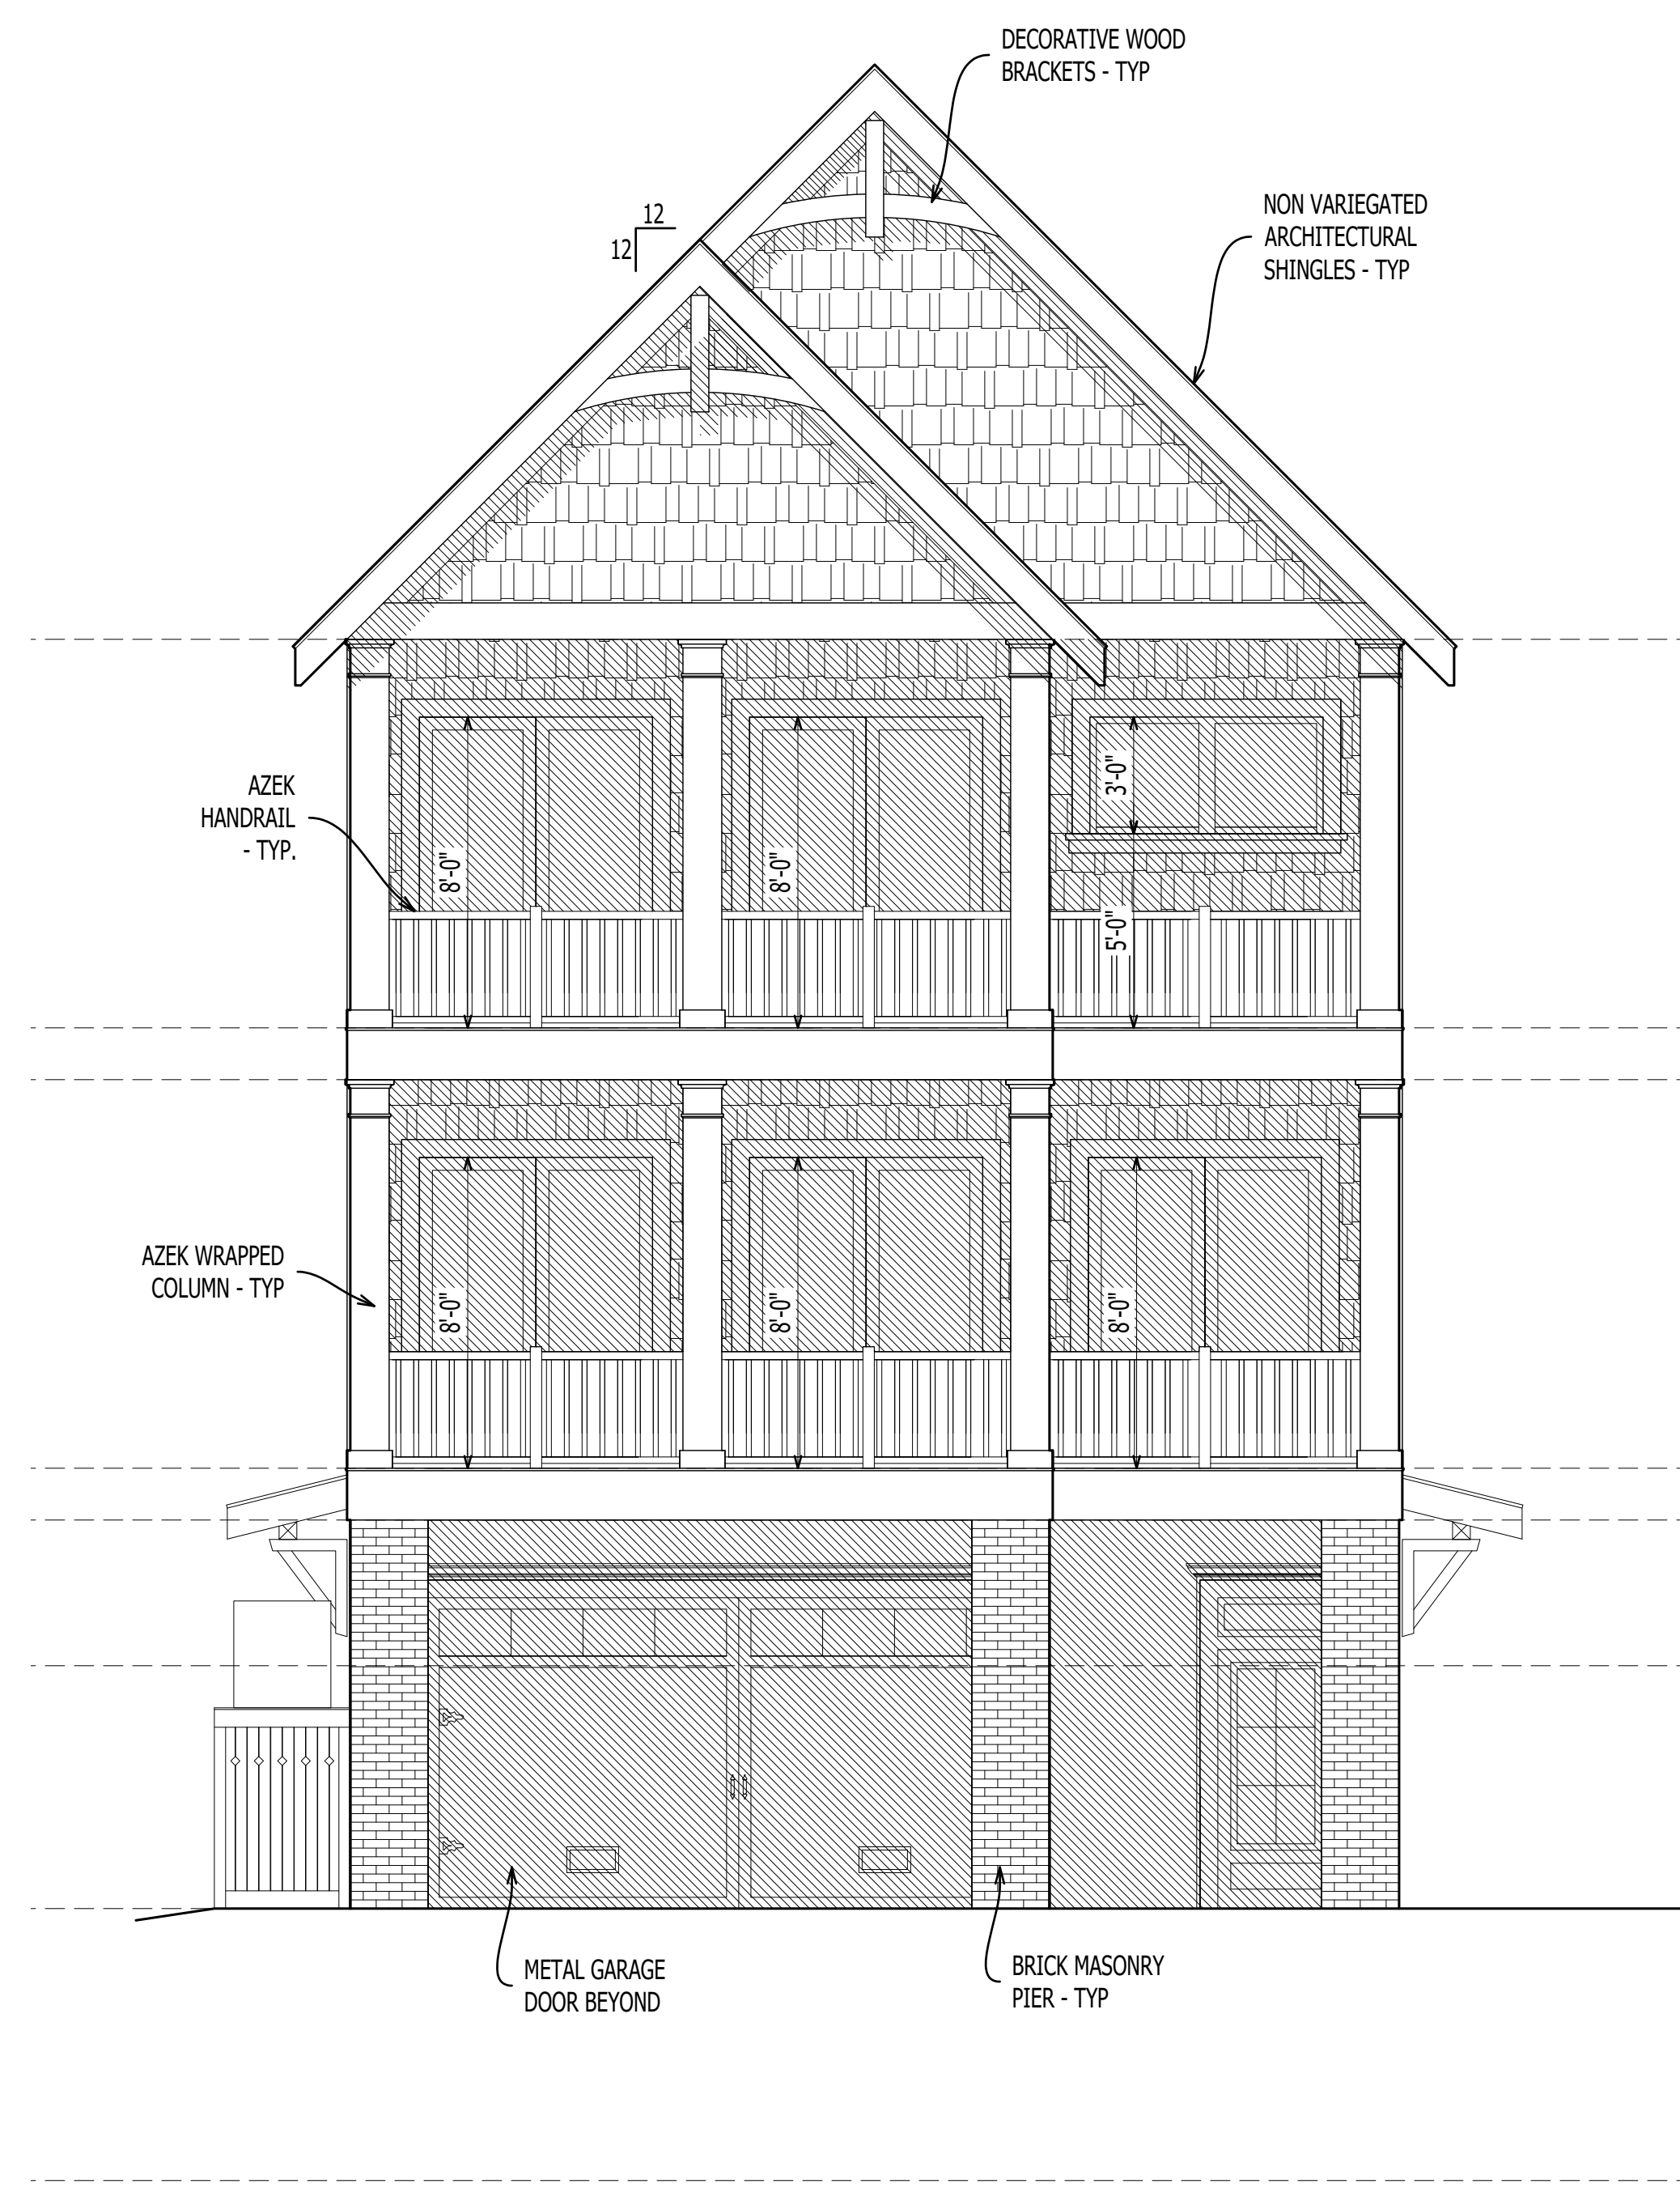 DECORATIVE WOOD
BRACKETS - TYP
NON VARIEGATED
ARCHITECTURAL
SHINGLES - TYP
12
12
AZEK
HANDRAIL
- TYP.
8'-0"
8'-0"
3'-0"
5'-0"
AZEK WRAPPED
COLUMN - TYP
8'-0"
8'-0"
8'-0"
METAL GARAGE
DOOR BEYOND
BRICK MASONRY
PIER - TYP